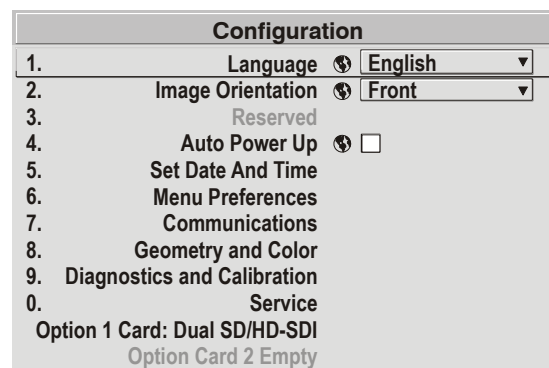 Configuration
1. Language English
2. Image Orientation Front
3. Reserved
4. Auto Power Up
5. Set Date And Time
6. Menu Preferences
7. Communications
8. Geometry and Color
9. Diagnostics and Calibration
0. Service
Option 1 Card: Dual SD/HD-SDI
Option Card 2 Empty